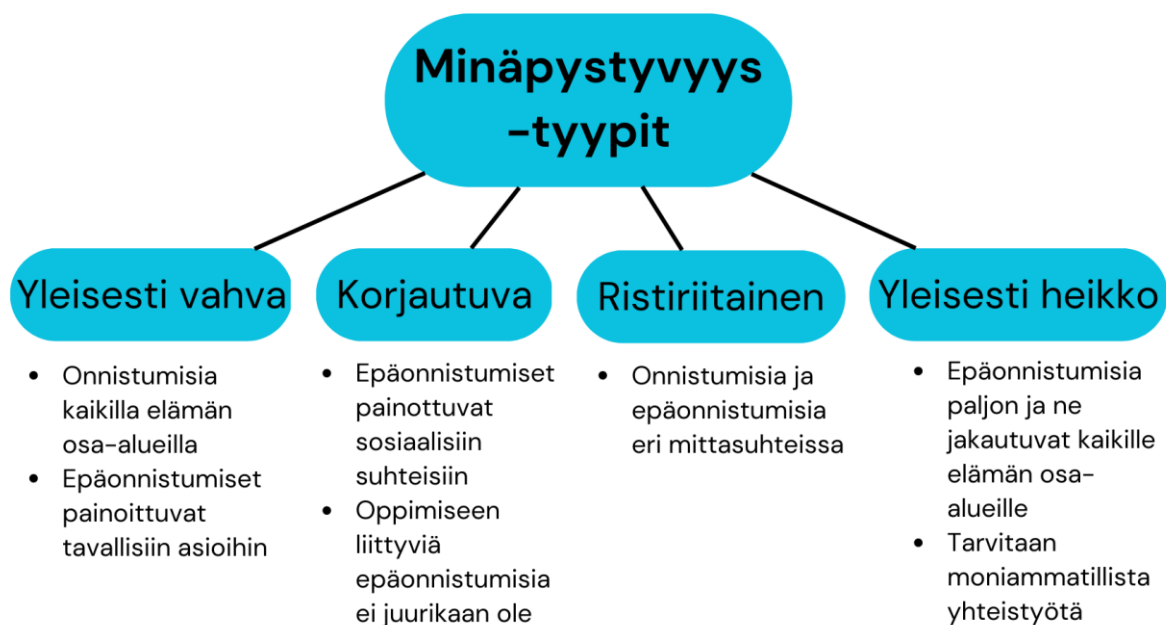 Minäpystyvyys
-tyypit
Yleisesti vahva
• Onnistumisia
kaikilla elämän
osa-alueilla
• Epäonnistumiset
painoittuvat
tavallisiin asioihin
Korjautuva
• Epäonnistumiset
painottuvat
sosiaalisiin
suhteisiin
• Oppimiseen
liittyviä
epäonnistumisia
ei juurikaan ole
Ristiriitainen
• Onnistumisia ja
epäonnistumisia
eri mittasuhteissa
Yleisesti heikko
• Epäonnistumisia
paljon ja ne
jakautuvat kaikille
elämän osa-
alueille
• Tarvitaan
moniammatillista
yhteistyötä